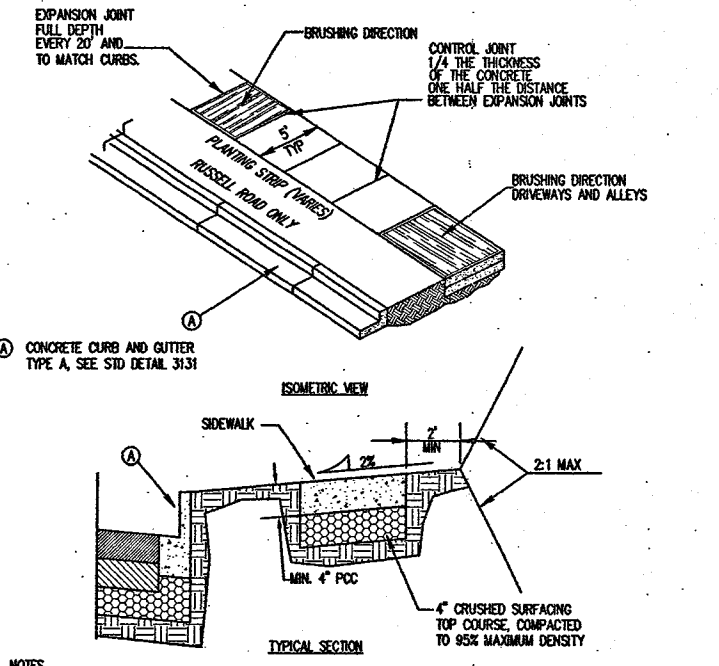 EXPANSION JOINT
FULL DEPTH
EVERY 20' AND
TO MATCH CURBS.
BRUSHING DIRECTION
CONTROL JOINT
1/4 THE THICKNESS
OF THE CONCRETE
ONE HALF THE DISTANCE
BETWEEN EXPANSION JOINTS
5'
TYP
PLANTING STRIP (VARIES)
RUSSELL ROAD ONLY
BRUSHING DIRECTION
DRIVEWAYS AND ALLEYS
A
A CONCRETE CURB AND GUTTER
TYPE A, SEE STD DETAIL 3131
ISOMETRIC VIEW
SIDEWALK
A
2%
2'
MIN
2:1 MAX
MIN. 4" PCC
4" CRUSHED SURFACING
TOP COURSE, COMPACTED
TO 95% MAXIMUM DENSITY
TYPICAL SECTION
NOTES